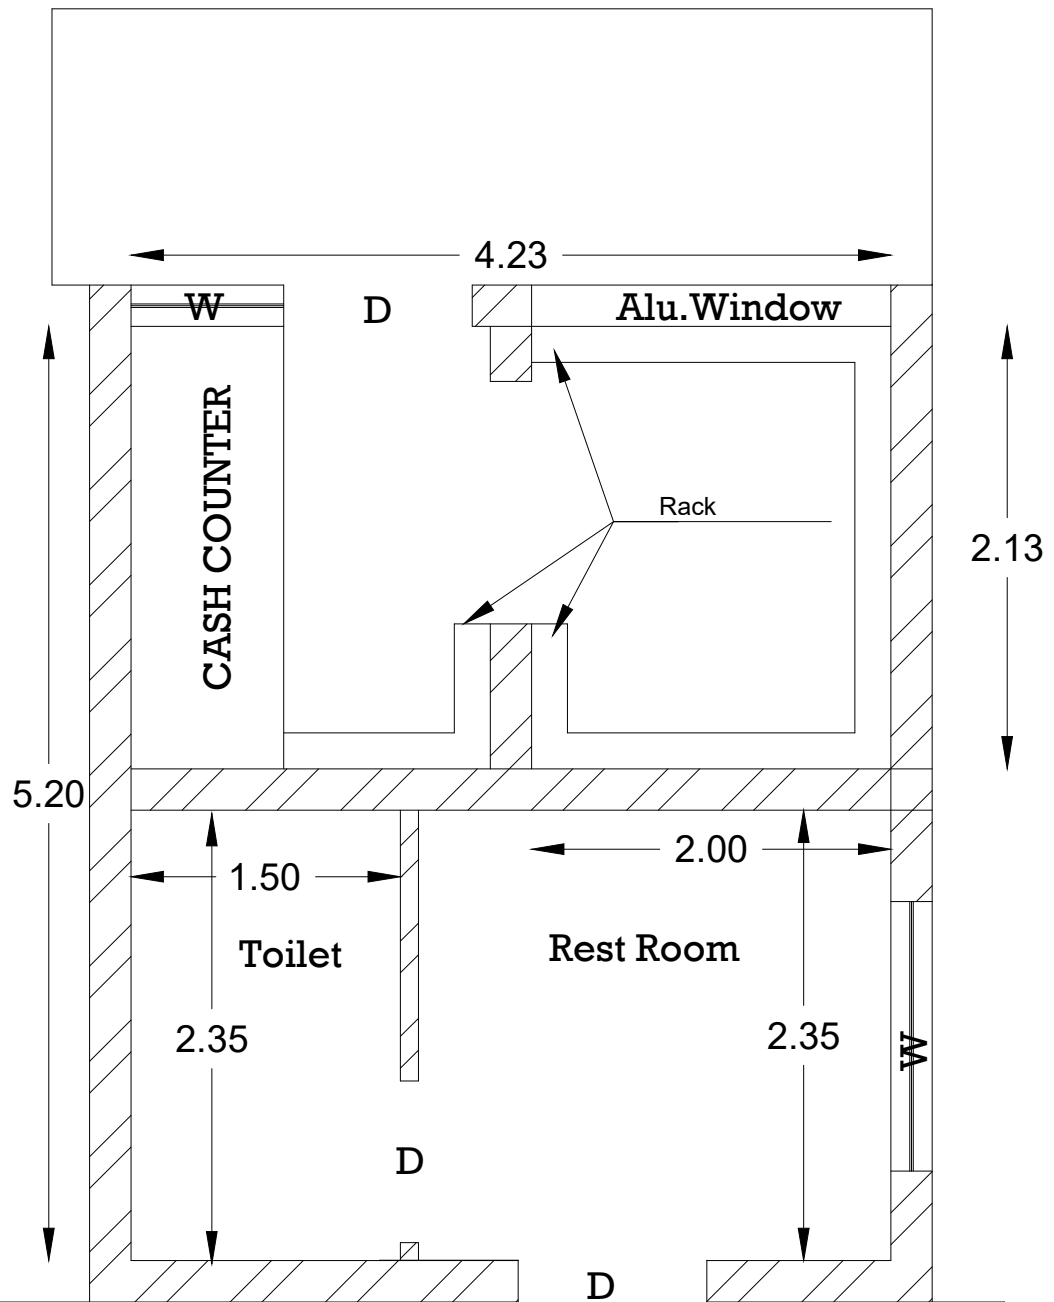 4.23
W
D
Alu.Window
CASH COUNTER
Rack
2.13
5.20
2.00
1.50
Toilet
Rest Room
2.35
2.35
W
D
D